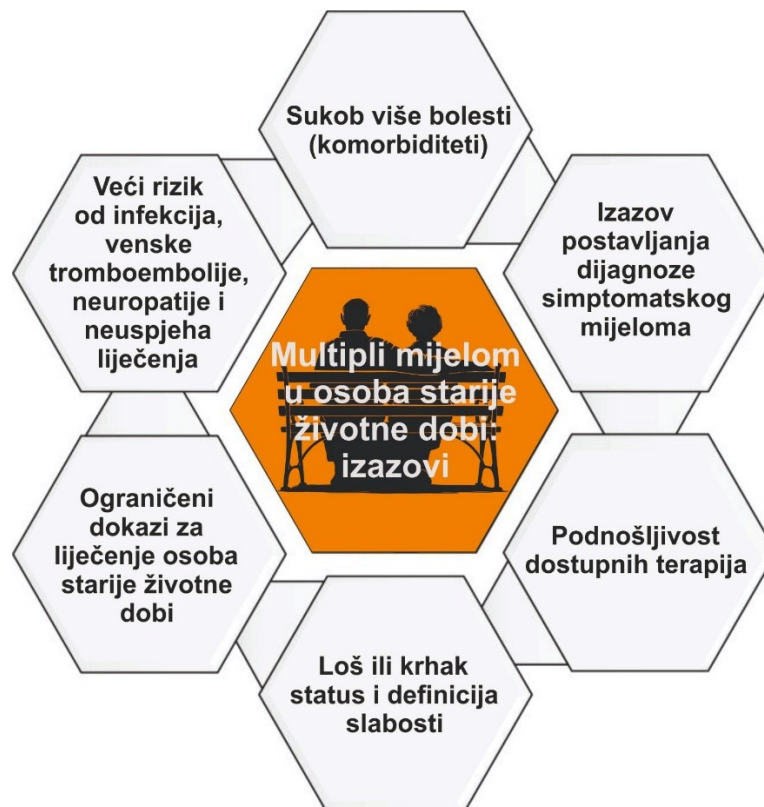 Sukob više bolesti
(komorbiditeti)
Izazov
postavljanja
dijagnoze
simptomatskog
mijeloma
Podnošljivost
dostupnih terapija
Loš ili krhak
status i definicija
slabosti
Ograničeni
dokazi za
liječenje osoba
starije životne
dobi
Veći rizik
od infekcija,
venske
tromboembolije,
neuropatije i
neuspjeha
liječenja
Multipli mijelom
u osoba starije
životne dobi:
izazovi